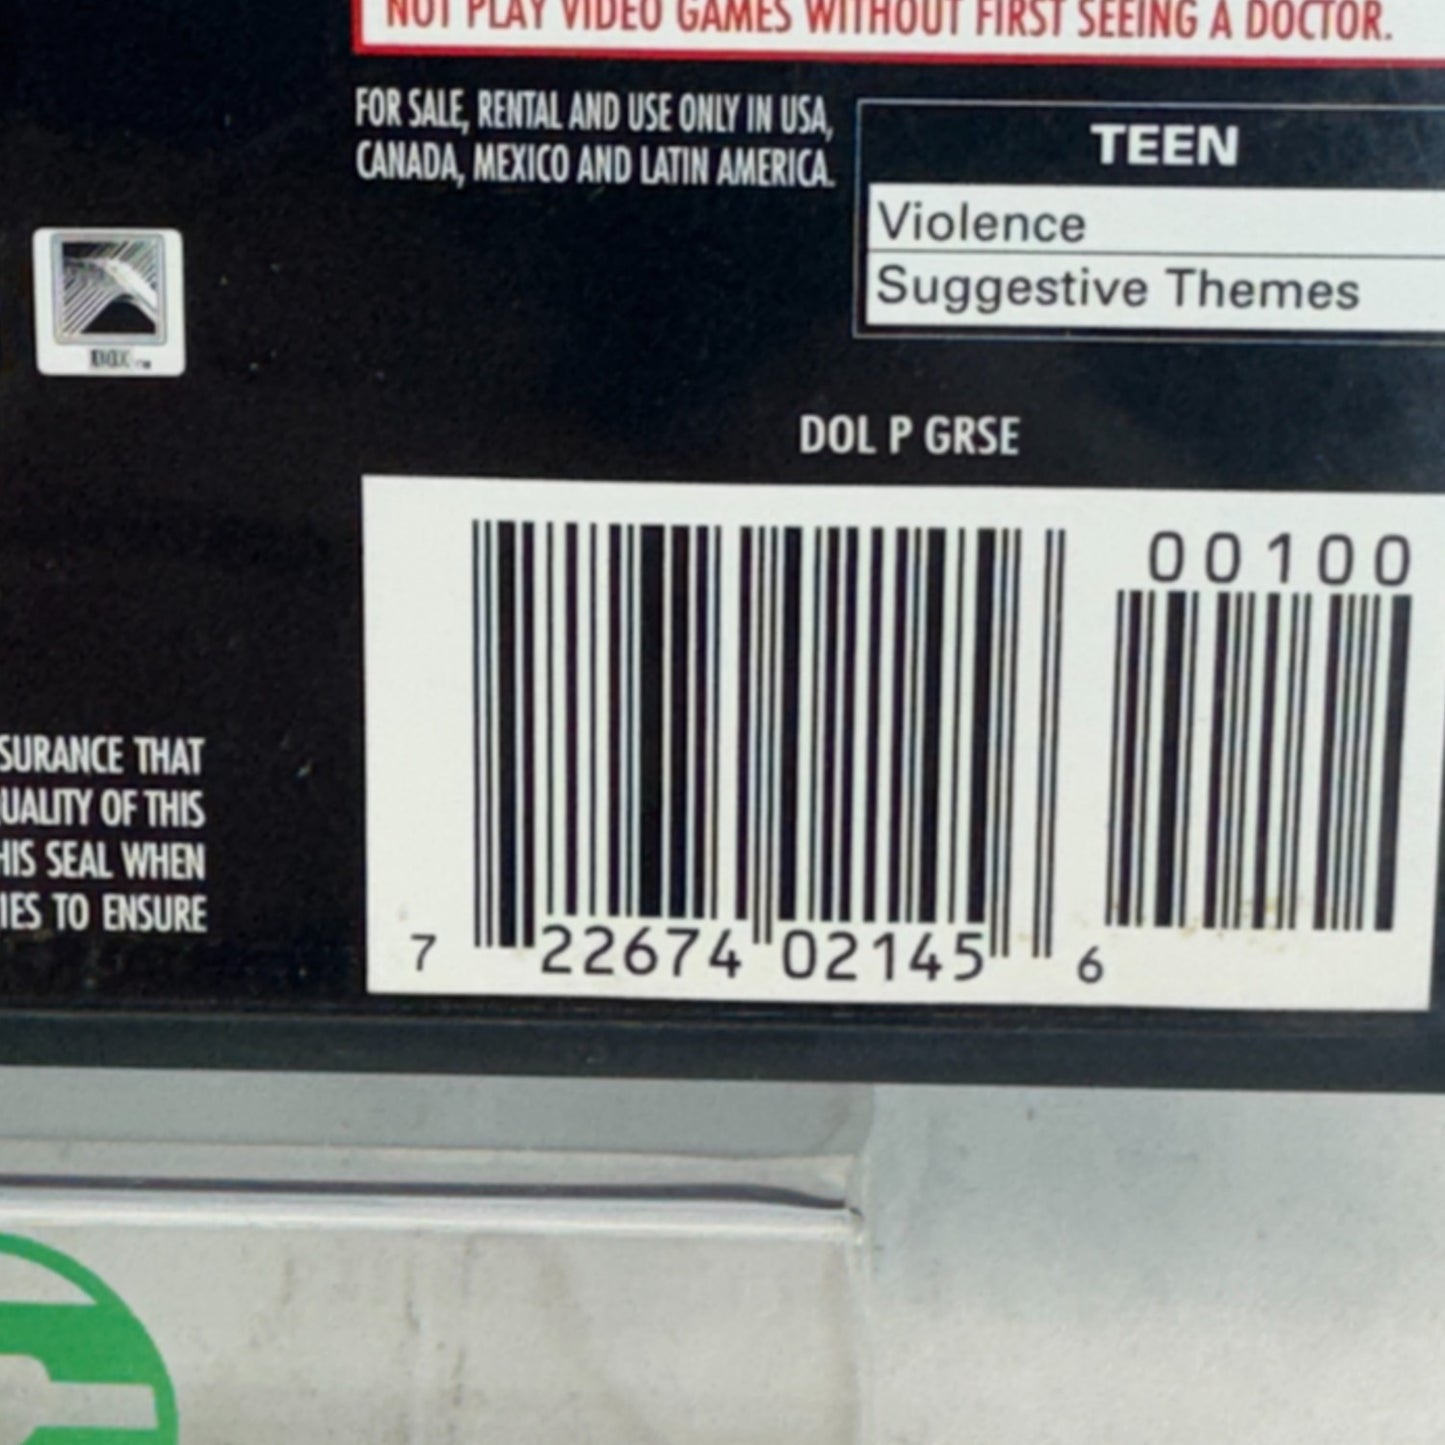 NOT PLAY VIDEO GAMES WITHOUT FIRST SEEING A DOCTOR.
FOR SALE, RENTAL AND USE ONLY IN USA,
CANADA, MEXICO AND LATIN AMERICA.
TEEN
Violence
Suggestive Themes
DOL P GRSE
00100
7 22674 02145 6
SURANCE THAT
UALITY OF THIS
HIS SEAL WHEN
IES TO ENSURE